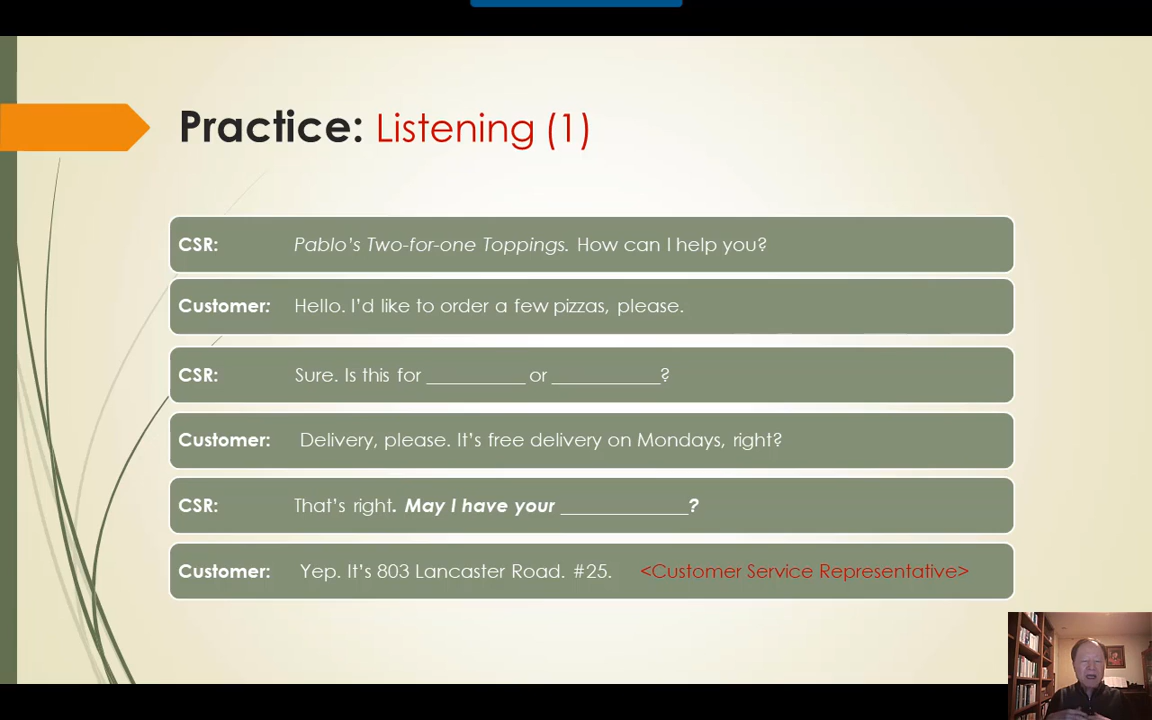 Practice: Listening (1)
CSR: Pablo's Two-for-one Toppings. How can I help you?
Customer: Hello. I'd like to order a few pizzas, please.
CSR: Sure. Is this for __________ or ___________?
Customer: Delivery, please. It's free delivery on Mondays, right?
CSR: That's right. May I have your _____________?
Customer: Yep. It's 803 Lancaster Road. #25. <Customer Service Representative>